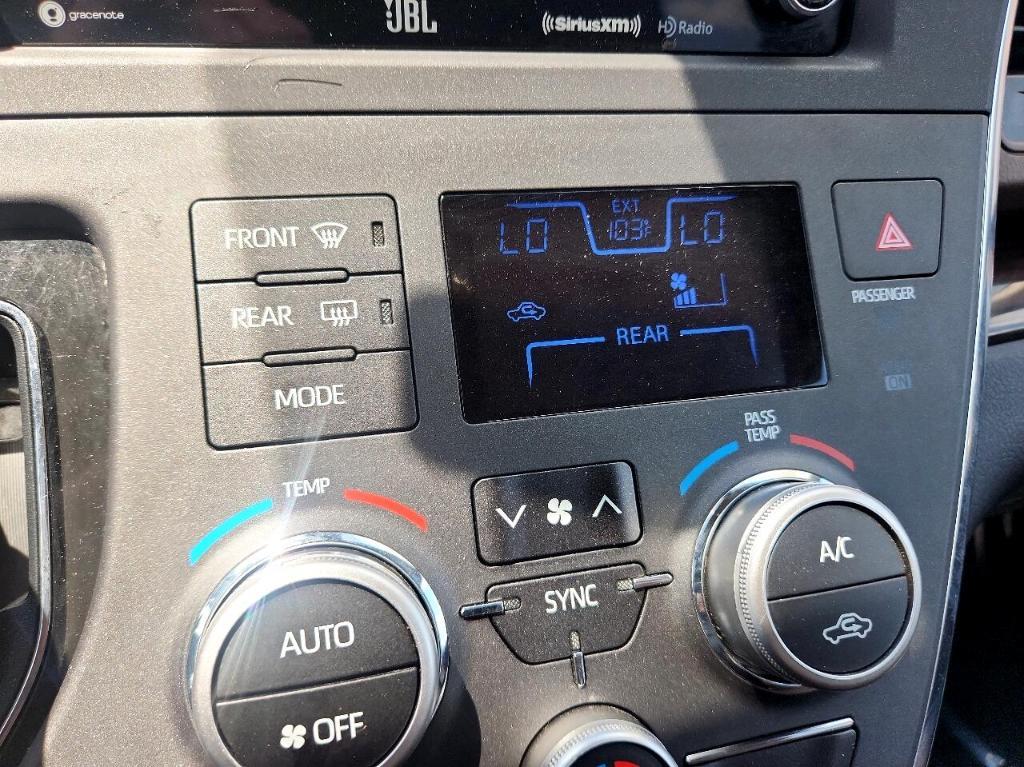 gracenote
JBL
((SiriusXM))
HD Radio
FRONT
REAR
MODE
EXT
LO
103°F
LO
REAR
PASSENGER
ON
TEMP
PASS
TEMP
AUTO
OFF
SYNC
A/C